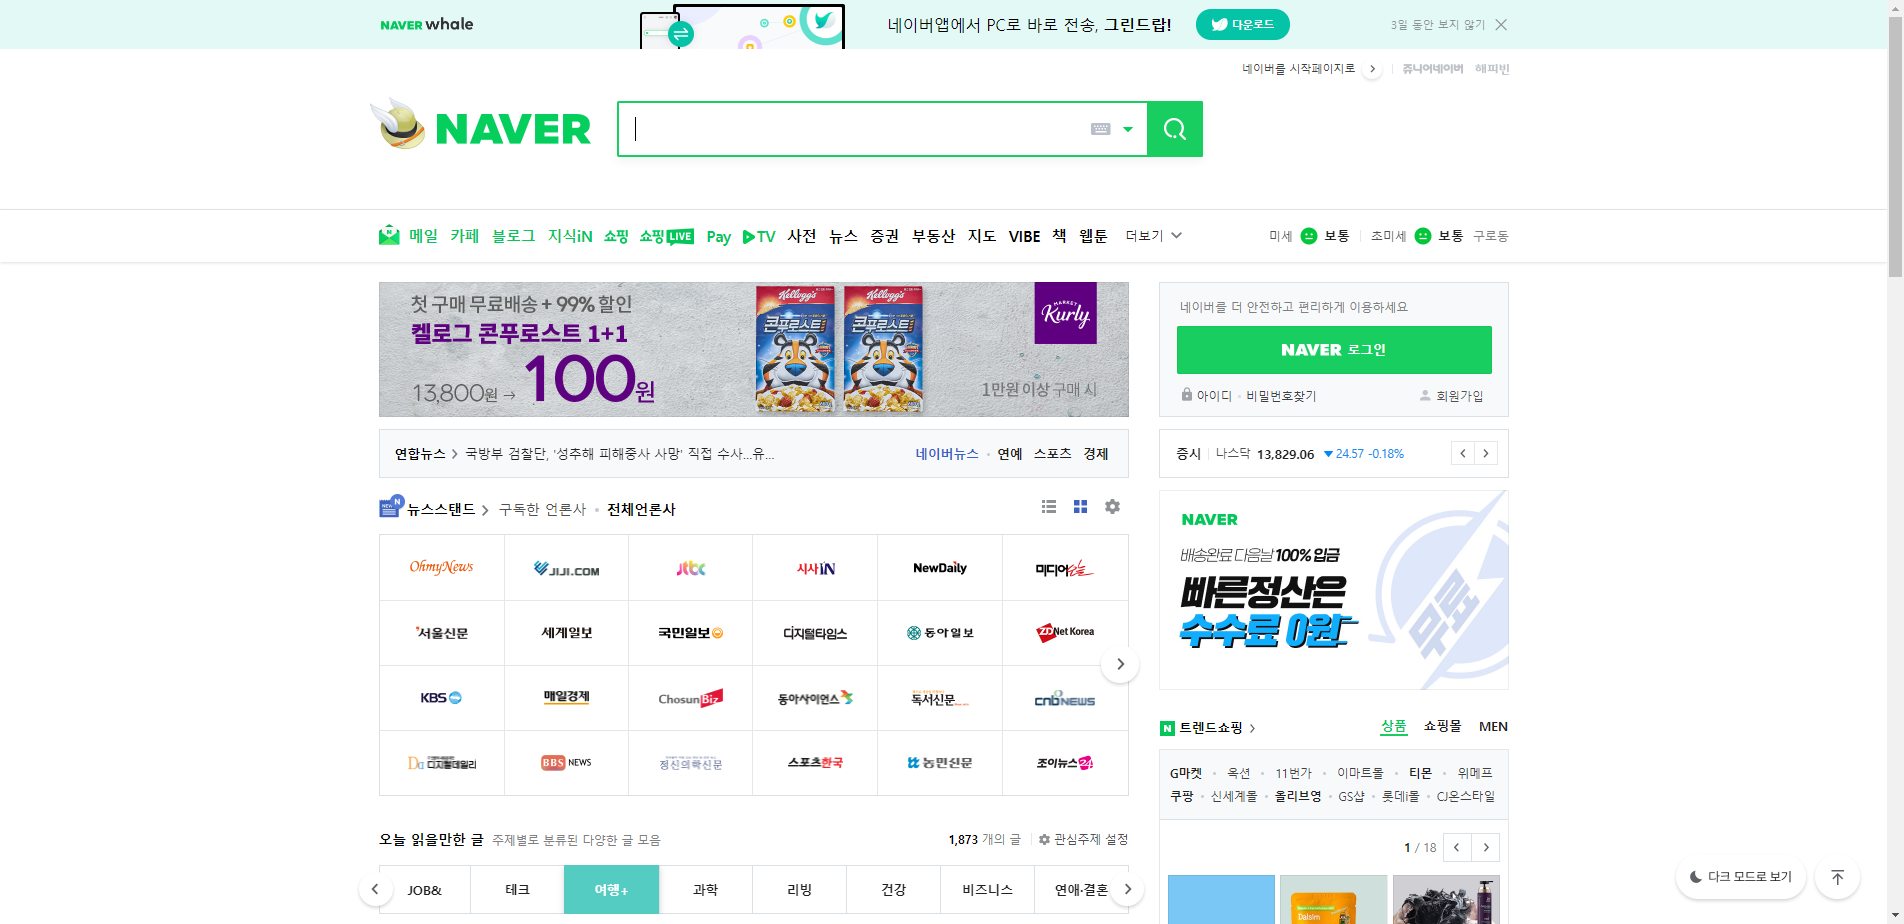 NAVER whale
네이버앱에서 PC로 바로 전송, 그린드랍!
다운로드
3일 동안 보지 않기
네이버를 시작페이지로
쥬니어네이버 해피빈
NAVER
메일 카페 블로그 지식iN 쇼핑 쇼핑LIVE Pay TV 사전 뉴스 증권 부동산 지도 VIBE 책 웹툰 더보기
미세 보통 초미세 보통 구로동
첫 구매 무료배송 + 99% 할인
켈로그 콘푸로스트 1+1
13,800원 → 100원
Kellogg's
콘푸로스트
Kellogg's
콘푸로스트
MARKET
Kurly
1만원 이상 구매 시
네이버를 더 안전하고 편리하게 이용하세요
NAVER 로그인
아이디 · 비밀번호찾기
회원가입
연합뉴스 > 국방부 검찰단, '성추해 피해중사 사망' 직접 수사...유...
네이버뉴스 · 연예 스포츠 경제
증시 나스닥 13,829.06 ▼24.57 -0.18%
뉴스스탠드 > 구독한 언론사 · 전체언론사
OhmyNews JIJI.COM jtbc 시사IN NewDaily 미디어오늘
서울신문 세계일보 국민일보 디지털타임스 동아일보 ZDNet Korea
KBS 매일경제 ChosunBiz 동아사이언스 독서신문 cnbNEWS
디지털데일리 BBS NEWS 정신의학신문 스포츠한국 농민신문 조이뉴스24
NAVER
배송완료 다음날 100% 입금
빠른정산은
수수료 0원
무료
트렌드쇼핑 >
상품 쇼핑몰 MEN
G마켓 · 옥션 · 11번가 · 이마트몰 · 티몬 · 위메프
쿠팡 · 신세계몰 · 올리브영 · GS샵 · 롯데i몰 · CJ온스타일
1 / 18
Dalsim
오늘 읽을만한 글 주제별로 분류된 다양한 글 모음
1,873 개의 글
관심주제 설정
JOB& 테크 여행+ 과학 리빙 건강 비즈니스 연애·결혼
다크 모드로 보기